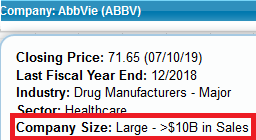 Company: AbbVie (ABBV)
Closing Price: 71.65 (07/10/19)
Last Fiscal Year End: 12/2018
Industry: Drug Manufacturers - Major
Sector: Healthcare
Company Size: Large - >$10B in Sales